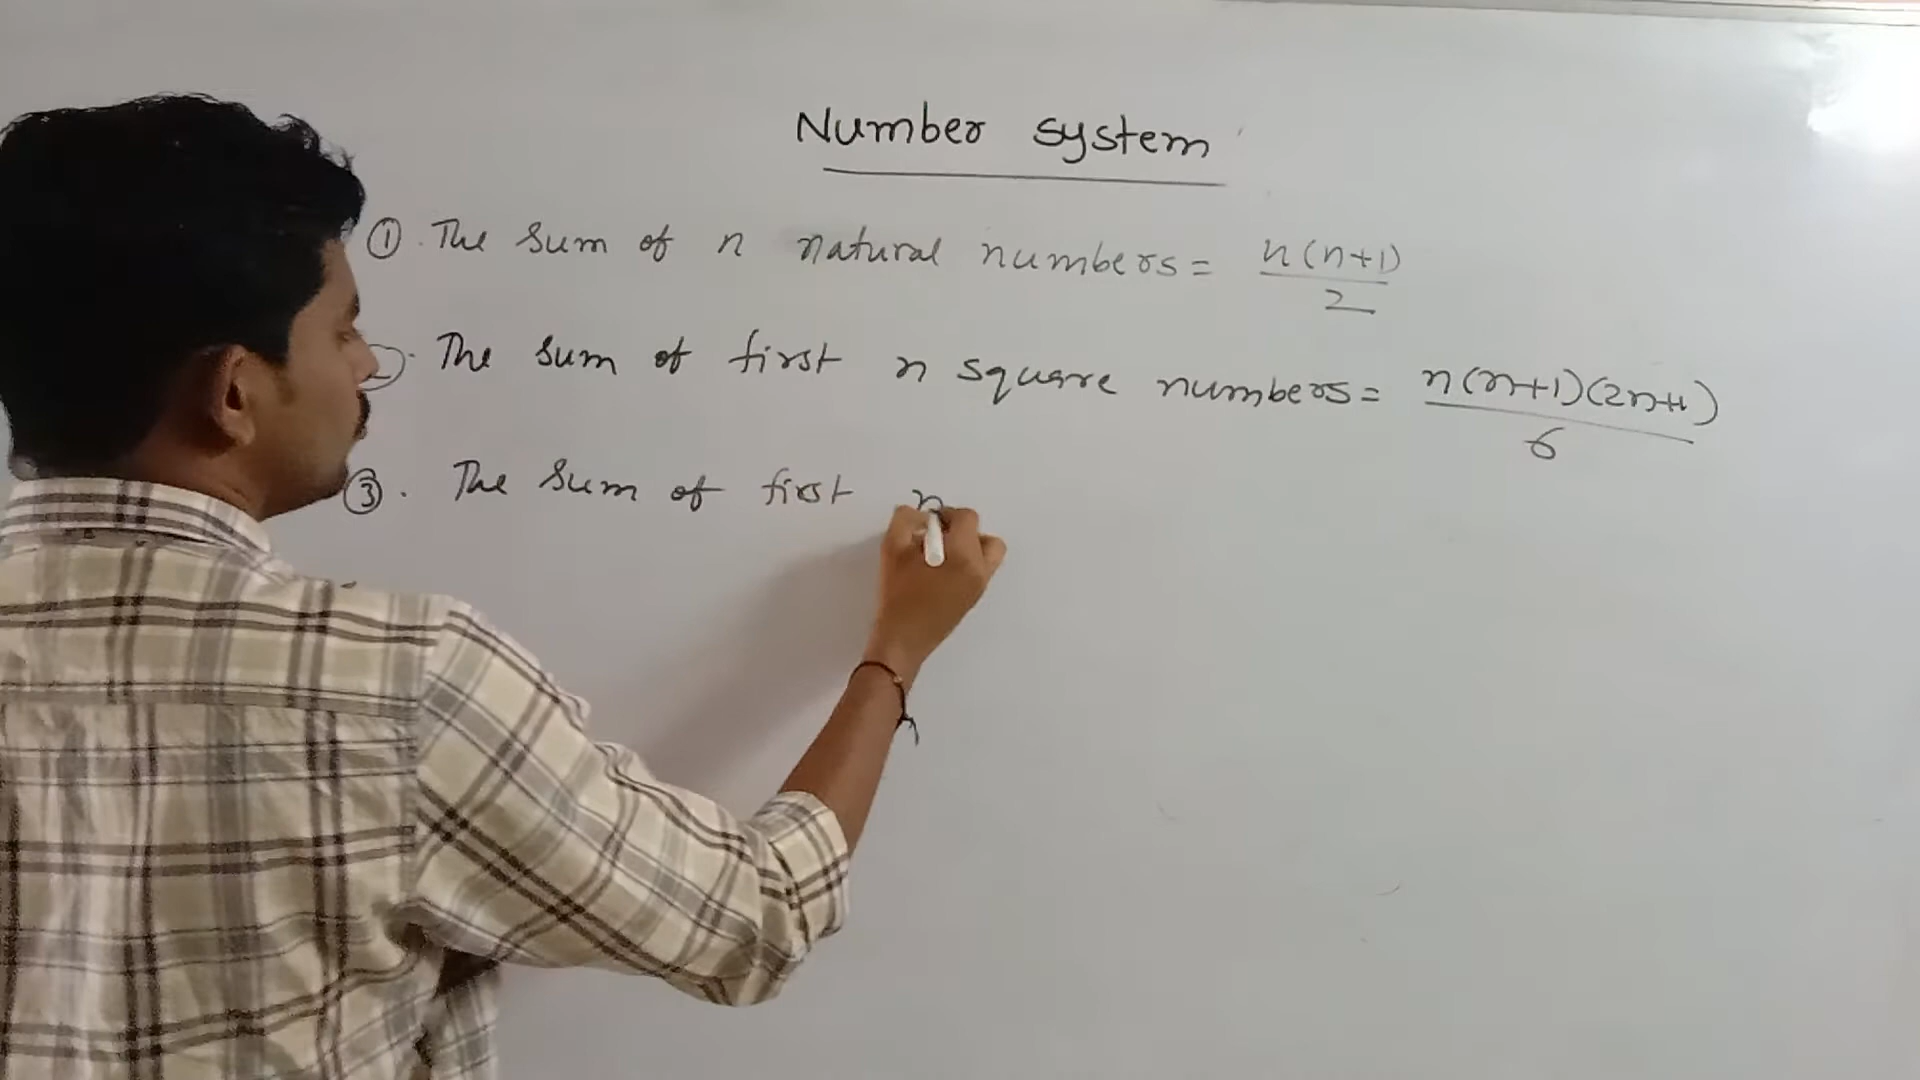 Number system
① . The sum of n natural numbers = n(n+1)/2
2 . The sum of first n square numbers = n(n+1)(2n+1)/6
③ . The sum of first n